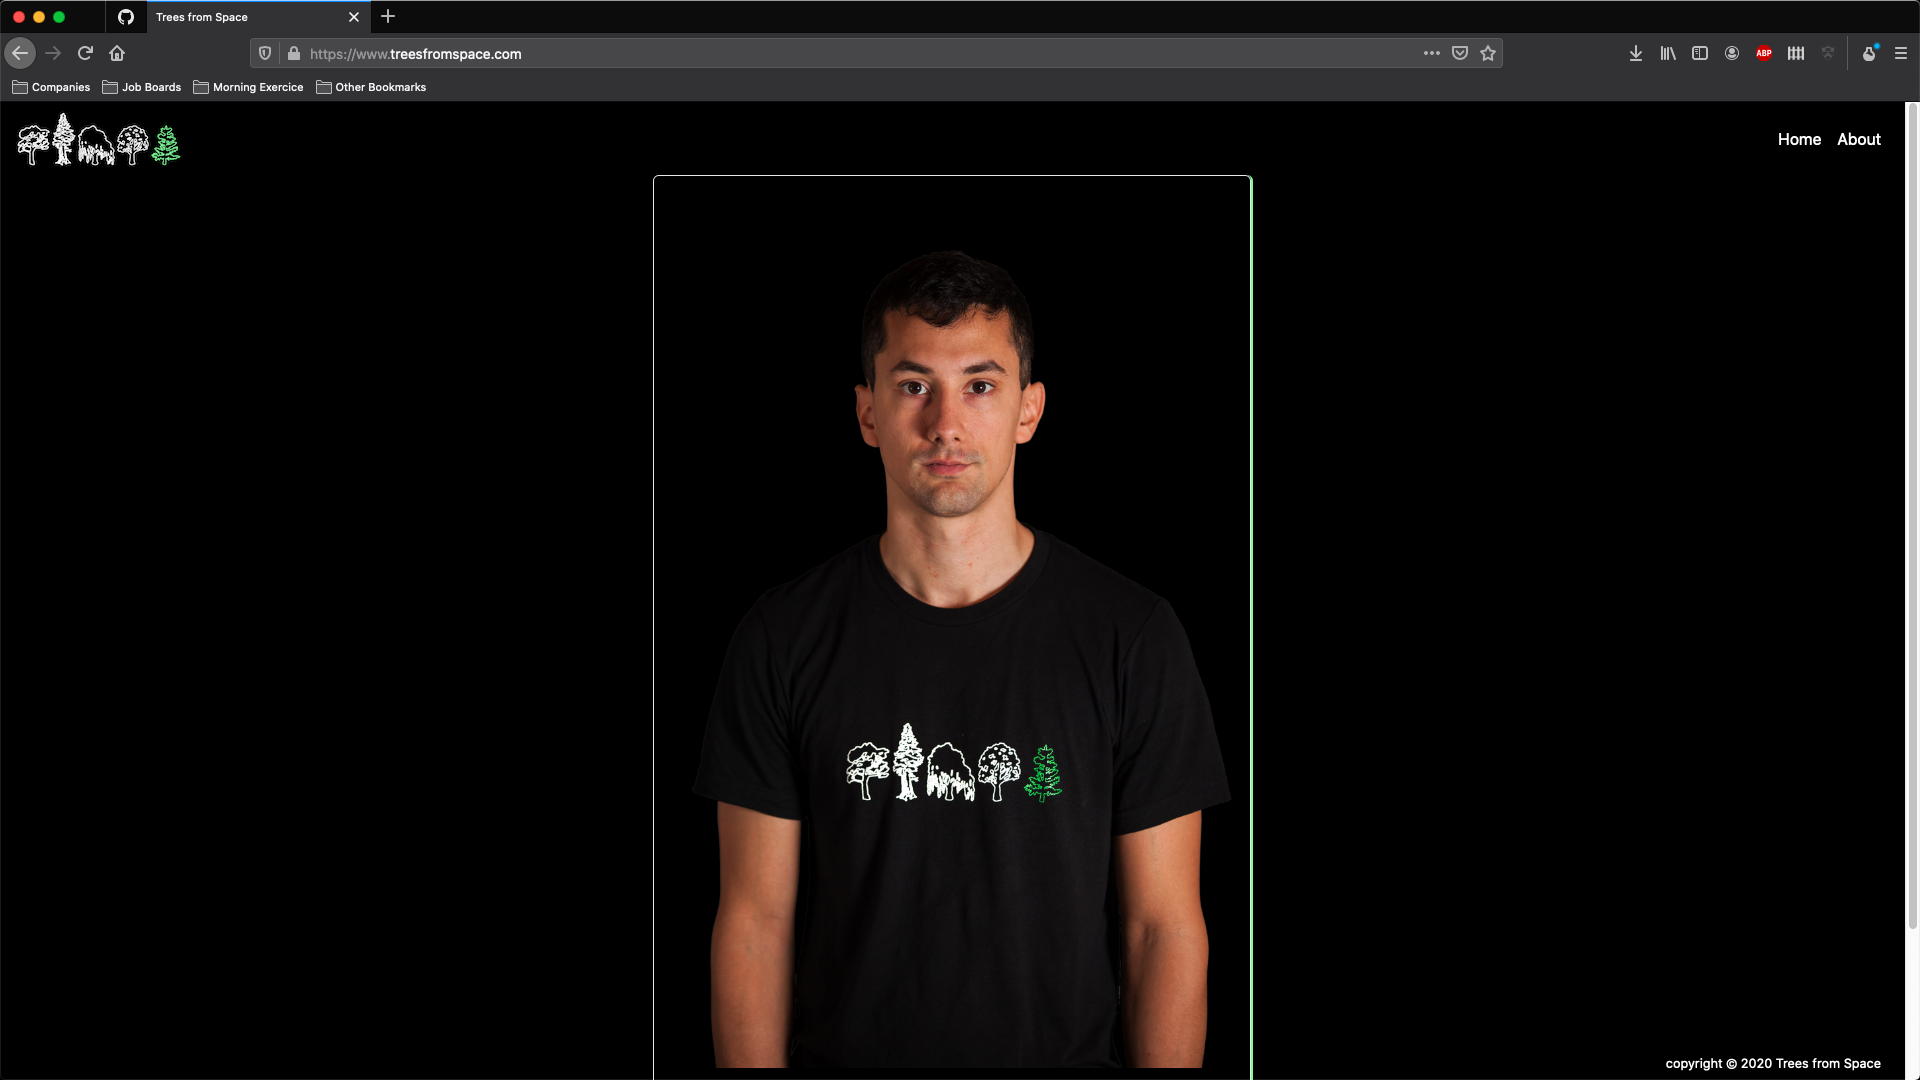 Trees from Space
https://www.treesfromspace.com
ABP
Companies Job Boards Morning Exercice Other Bookmarks
Home About
copyright © 2020 Trees from Space